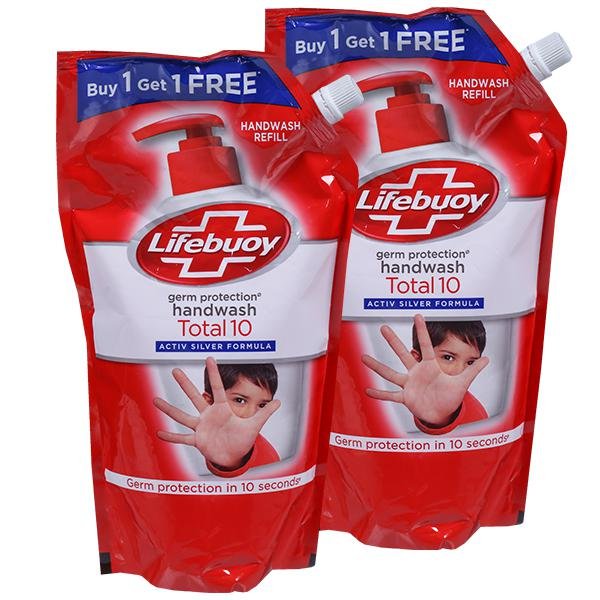 Buy 1 Get 1 FREE*
HANDWASH
REFILL
Lifebuoy
germ protectionø
handwash
Total 10
ACTIV SILVER FORMULA
Germ protection in 10 seconds#
Buy 1 Get 1 FREE*
HANDWASH
REFILL
Lifebuoy
germ protectionø
handwash
Total 10
ACTIV SILVER FORMULA
Germ protection in 10 seconds#